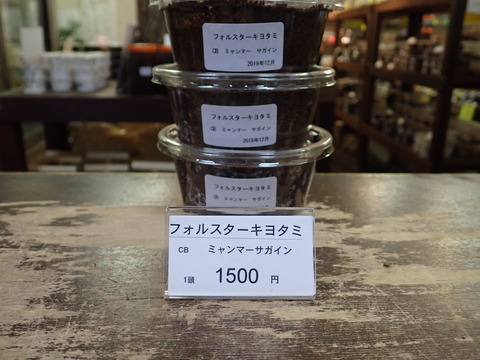 フォルスターキヨタミ
CB ミャンマー サガイン
2019年12月
フォルスターキヨタミ
CB ミャンマー サガイン
2019年12月
フォルスターキヨタミ
CB ミャンマー サガイン
フォルスターキヨタミ
CB ミャンマーサガイン
1頭 1500 円